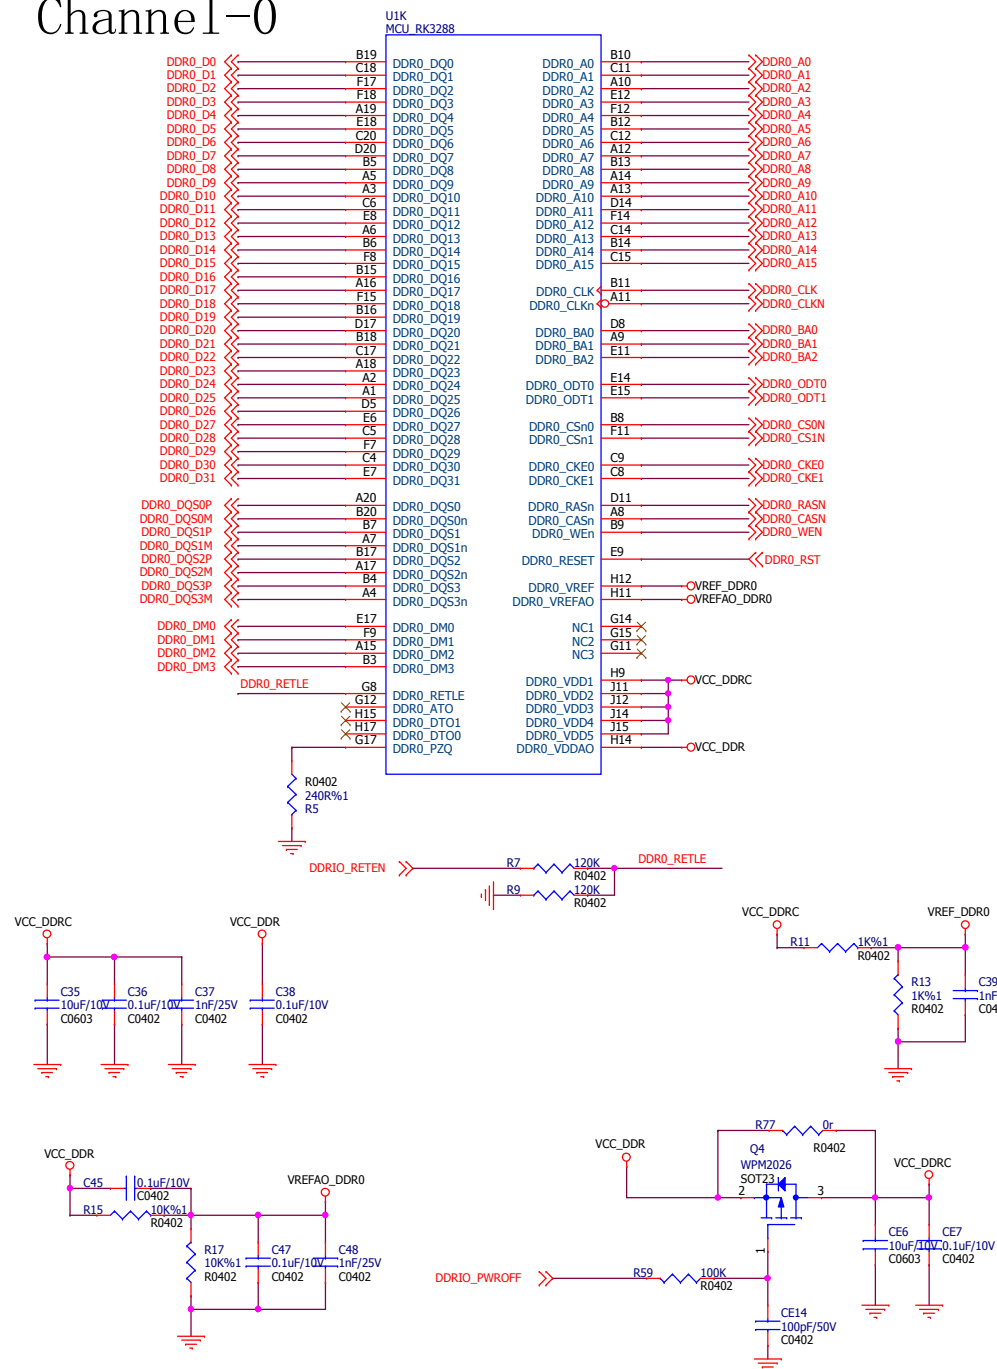 Channel-0
U1K
MCU_RK3288
DDR0_D0 B19 DDR0_DQ0 DDR0_A0 B10 DDR0_A0
DDR0_D1 C18 DDR0_DQ1 DDR0_A1 C11 DDR0_A1
DDR0_D2 F17 DDR0_DQ2 DDR0_A2 A10 DDR0_A2
DDR0_D3 F18 DDR0_DQ3 DDR0_A3 E12 DDR0_A3
DDR0_D4 A19 DDR0_DQ4 DDR0_A4 F12 DDR0_A4
DDR0_D5 E18 DDR0_DQ5 DDR0_A5 B12 DDR0_A5
DDR0_D6 C20 DDR0_DQ6 DDR0_A6 C12 DDR0_A6
DDR0_D7 D20 DDR0_DQ7 DDR0_A7 A12 DDR0_A7
DDR0_D8 B5 DDR0_DQ8 DDR0_A8 B13 DDR0_A8
DDR0_D9 A5 DDR0_DQ9 DDR0_A9 A14 DDR0_A9
DDR0_D10 A3 DDR0_DQ10 DDR0_A10 A13 DDR0_A10
DDR0_D11 C6 DDR0_DQ11 DDR0_A11 D14 DDR0_A11
DDR0_D12 E8 DDR0_DQ12 DDR0_A12 F14 DDR0_A12
DDR0_D13 A6 DDR0_DQ13 DDR0_A13 C14 DDR0_A13
DDR0_D14 B6 DDR0_DQ14 DDR0_A14 B14 DDR0_A14
DDR0_D15 F8 DDR0_DQ15 DDR0_A15 C15 DDR0_A15
DDR0_D16 B15 DDR0_DQ16
DDR0_D17 A16 DDR0_DQ17 DDR0_CLK B11 DDR0_CLK
DDR0_D18 F15 DDR0_DQ18 DDR0_CLKn A11 DDR0_CLKN
DDR0_D19 B16 DDR0_DQ19
DDR0_D20 D17 DDR0_DQ20 DDR0_BA0 D8 DDR0_BA0
DDR0_D21 B18 DDR0_DQ21 DDR0_BA1 A9 DDR0_BA1
DDR0_D22 C17 DDR0_DQ22 DDR0_BA2 E11 DDR0_BA2
DDR0_D23 A18 DDR0_DQ23
DDR0_D24 A2 DDR0_DQ24 DDR0_ODT0 E14 DDR0_ODT0
DDR0_D25 A1 DDR0_DQ25 DDR0_ODT1 E15 DDR0_ODT1
DDR0_D26 D5 DDR0_DQ26
DDR0_D27 E6 DDR0_DQ27 DDR0_CSn0 B8 DDR0_CS0N
DDR0_D28 C5 DDR0_DQ28 DDR0_CSn1 F11 DDR0_CS1N
DDR0_D29 F7 DDR0_DQ29
DDR0_D30 C4 DDR0_DQ30 DDR0_CKE0 C9 DDR0_CKE0
DDR0_D31 E7 DDR0_DQ31 DDR0_CKE1 C8 DDR0_CKE1
DDR0_DQS0P A20 DDR0_DQS0 DDR0_RASn D11 DDR0_RASN
DDR0_DQS0M B20 DDR0_DQS0n DDR0_CASn A8 DDR0_CASN
DDR0_DQS1P B7 DDR0_DQS1 DDR0_WEn B9 DDR0_WEN
DDR0_DQS1M A7 DDR0_DQS1n
DDR0_DQS2P B17 DDR0_DQS2 DDR0_RESET E9 DDR0_RST
DDR0_DQS2M A17 DDR0_DQS2n
DDR0_DQS3P B4 DDR0_DQS3 DDR0_VREF H12 VREF_DDR0
DDR0_DQS3M A4 DDR0_DQS3n DDR0_VREFAO H11 VREFAO_DDR0
DDR0_DM0 E17 DDR0_DM0 NC1 G14
DDR0_DM1 F9 DDR0_DM1 NC2 G15
DDR0_DM2 A15 DDR0_DM2 NC3 G11
DDR0_DM3 B3 DDR0_DM3
DDR0_VDD1 H9 VCC_DDRC
DDR0_RETLE G8 DDR0_RETLE DDR0_VDD2 J11
G12 DDR0_ATO DDR0_VDD3 J12
H15 DDR0_DTO1 DDR0_VDD4 J14
H17 DDR0_DTO0 DDR0_VDD5 J15
G17 DDR0_PZQ DDR0_VDDAO H14 VCC_DDR
R0402
240R%1
R5
DDRIO_RETEN R7 120K DDR0_RETLE
R0402
R9 120K
R0402
VCC_DDRC VCC_DDR VCC_DDRC VREF_DDR0
R11 1K%1
R0402
C35 C36 C37 C38 R13 C39
10uF/10V 0.1uF/10V 1nF/25V 0.1uF/10V 1K%1 1nF
C0603 C0402 C0402 C0402 R0402 C04
R77 0r
R0402
VCC_DDR VCC_DDR Q4
WPM2026
SOT23
VCC_DDRC
C45 0.1uF/10V VREFAO_DDR0
C0402
2 3
R15 10K%1
R0402
R17 C47 C48 CE6 CE7
10K%1 0.1uF/10V 1nF/25V 10uF/10V 0.1uF/10V
R0402 C0402 C0402 C0603 C0402
1
DDRIO_PWROFF R59 100K
R0402
CE14
100pF/50V
C0402